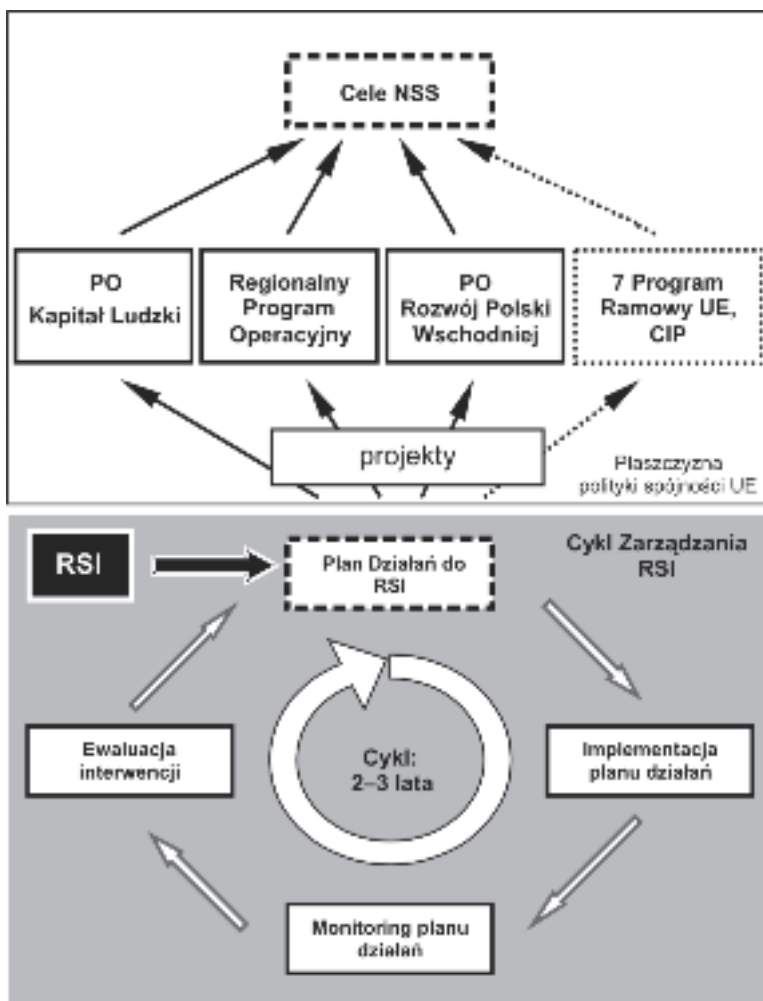 Cele NSS
PO
Kapitał Ludzki
Regionalny
Program
Operacyjny
PO
Rozwój Polski
Wschodniej
7 Program
Ramowy UE,
CIP
projekty
Płaszczyzna
polityki spójności UE
RSI
Plan Działań do
RSI
Cykl Zarządzania
RSI
Ewaluacja
interwencji
Cykl:
2–3 lata
Implementacja
planu działań
Monitoring planu
działań